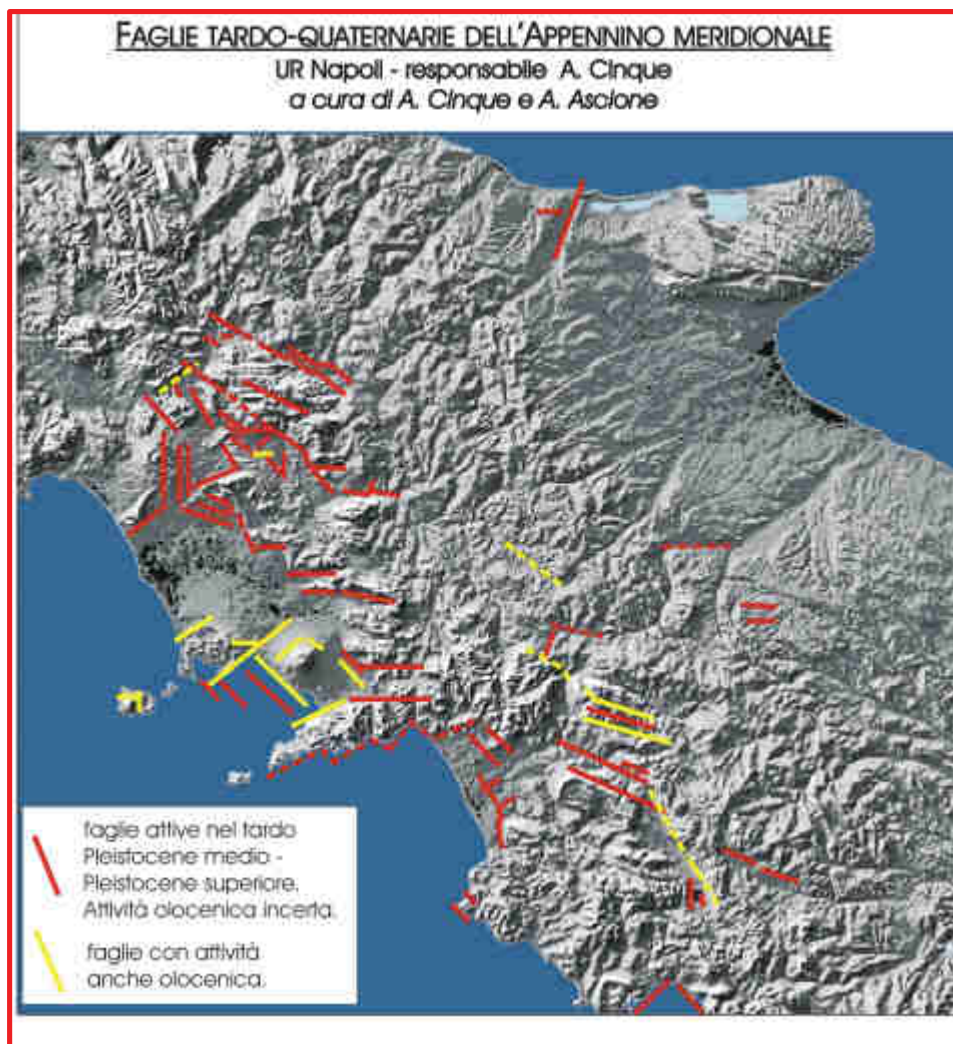 FAGLIE TARDO-QUATERNARIE DELL'APPENNINO MERIDIONALE
UR Napoli - responsabile A. Cinque
a cura di A. Cinque e A. Ascione
faglie attive nel tardo
Pleistocene medio -
Pleistocene superiore.
Attività olocenica incerta.
faglie con attività
anche olocenica.